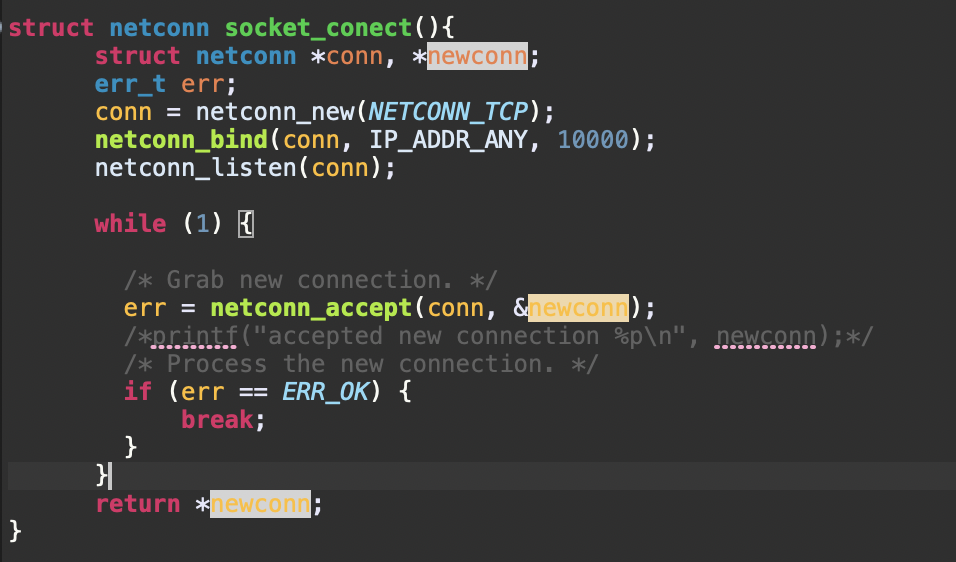 struct netconn socket_conect(){
struct netconn *conn, *newconn;
err_t err;
conn = netconn_new(NETCONN_TCP);
netconn_bind(conn, IP_ADDR_ANY, 10000);
netconn_listen(conn);
while (1) {
/* Grab new connection. */
err = netconn_accept(conn, &newconn);
/*printf("accepted new connection %p\n", newconn);*/
/* Process the new connection. */
if (err == ERR_OK) {
break;
}
}
return *newconn;
}